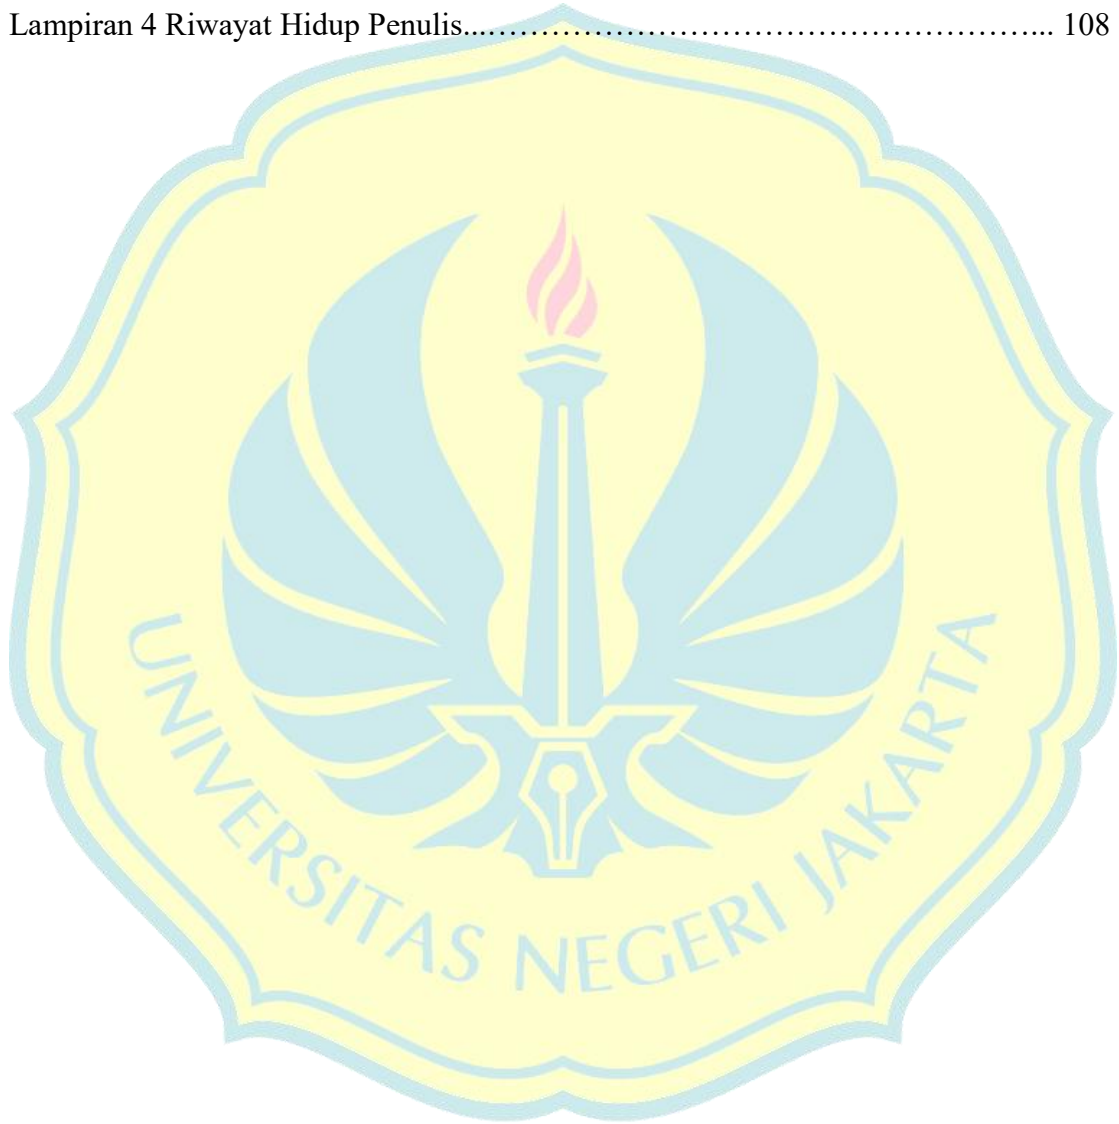 Lampiran 4 Riwayat Hidup Penulis...……………………………………………... 108
UNIVERSITAS NEGERI JAKARTA